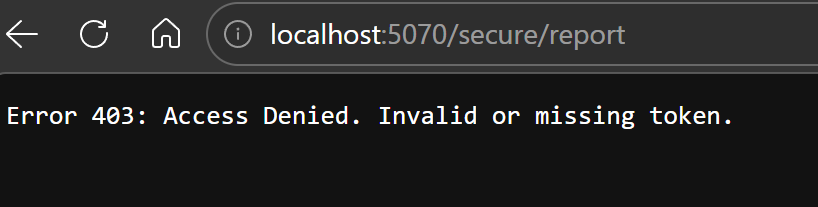 localhost:5070/secure/report
Error 403: Access Denied. Invalid or missing token.